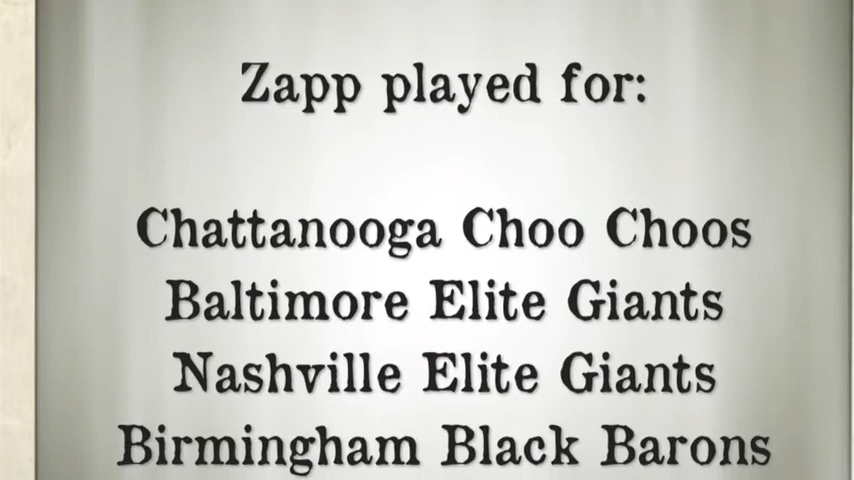 Zapp played for:
Chattanooga Choo Choos
Baltimore Elite Giants
Nashville Elite Giants
Birmingham Black Barons